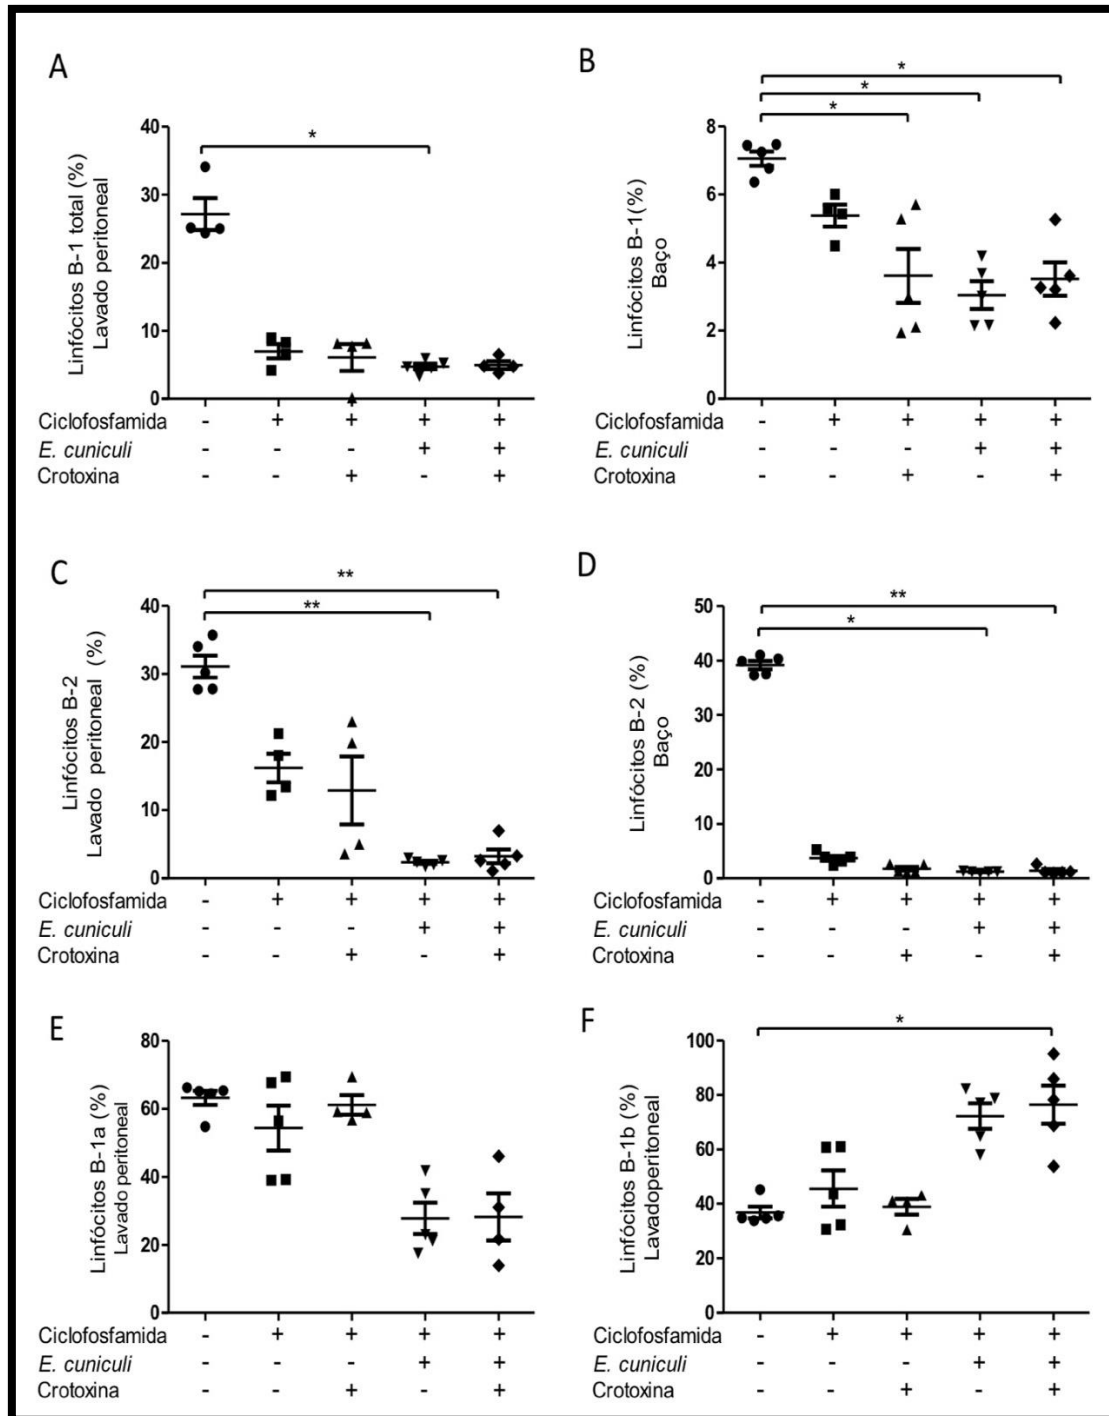 A
Linfócitos B-1 total (%)
Lavado peritoneal
40
30
20
10
0
*
Ciclofosfamida - + + + +
E. cuniculi - - - + +
Crotoxina - - + - +
B
Linfócitos B-1(%)
Baço
8
6
4
2
0
*
*
*
Ciclofosfamida - + + + +
E. cuniculi - - - + +
Crotoxina - - + - +
C
Linfócitos B-2
Lavado peritoneal (%)
40
30
20
10
0
**
**
Ciclofosfamida - + + + +
E. cuniculi - - - + +
Crotoxina - - + - +
D
Linfócitos B-2 (%)
Baço
50
40
30
20
10
0
**
*
Ciclofosfamida - + + + +
E. cuniculi - - - + +
Crotoxina - - + - +
E
Linfócitos B-1a (%)
Lavado peritoneal
80
60
40
20
0
Ciclofosfamida - + + + +
E. cuniculi - - - + +
Crotoxina - - + - +
F
Linfócitos B-1b (%)
Lavadoperitoneal
100
80
60
40
20
0
*
Ciclofosfamida - + + + +
E. cuniculi - - - + +
Crotoxina - - + - +